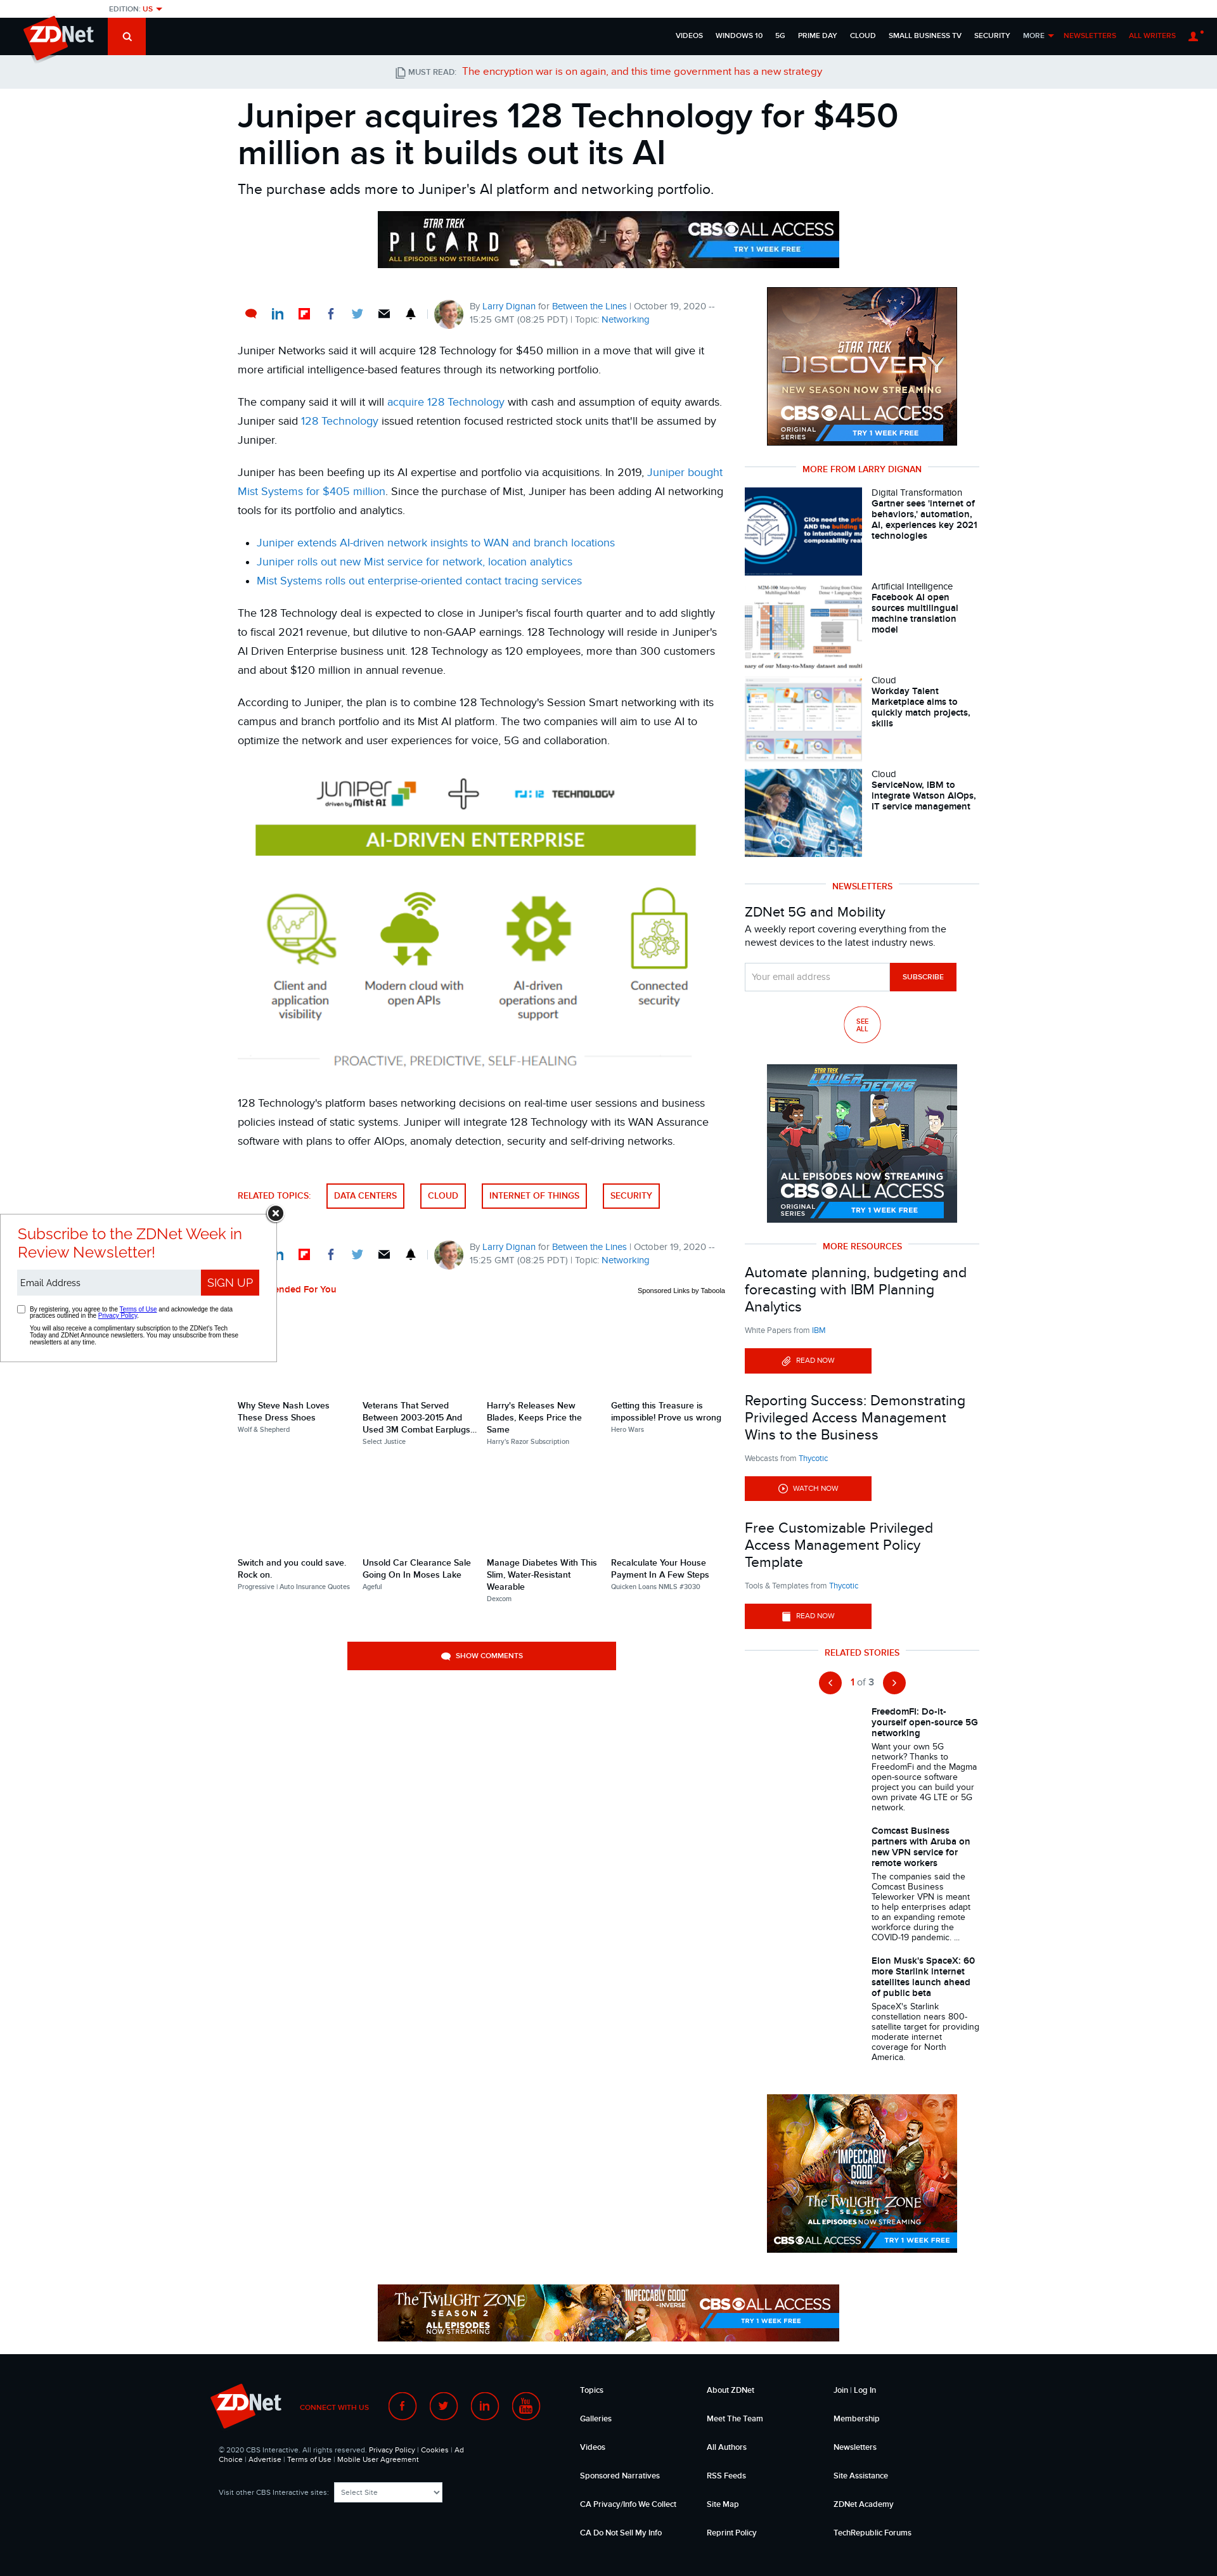 EDITION: US
ZDNet
VIDEOS WINDOWS 10 5G PRIME DAY CLOUD SMALL BUSINESS TV SECURITY MORE NEWSLETTERS ALL WRITERS
MUST READ: The encryption war is on again, and this time government has a new strategy
Juniper acquires 128 Technology for $450
million as it builds out its AI
The purchase adds more to Juniper's AI platform and networking portfolio.
STAR TREK
PICARD
ALL EPISODES NOW STREAMING
CBS ALL ACCESS
TRY 1 WEEK FREE
By Larry Dignan for Between the Lines | October 19, 2020 --
15:25 GMT (08:25 PDT) | Topic: Networking
Juniper Networks said it will acquire 128 Technology for $450 million in a move that will give it
more artificial intelligence-based features through its networking portfolio.
The company said it will it will acquire 128 Technology with cash and assumption of equity awards.
Juniper said 128 Technology issued retention focused restricted stock units that'll be assumed by
Juniper.
Juniper has been beefing up its AI expertise and portfolio via acquisitions. In 2019, Juniper bought
Mist Systems for $405 million. Since the purchase of Mist, Juniper has been adding AI networking
tools for its portfolio and analytics.
Juniper extends AI-driven network insights to WAN and branch locations
Juniper rolls out new Mist service for network, location analytics
Mist Systems rolls out enterprise-oriented contact tracing services
The 128 Technology deal is expected to close in Juniper's fiscal fourth quarter and to add slightly
to fiscal 2021 revenue, but dilutive to non-GAAP earnings. 128 Technology will reside in Juniper's
AI Driven Enterprise business unit. 128 Technology as 120 employees, more than 300 customers
and about $120 million in annual revenue.
According to Juniper, the plan is to combine 128 Technology's Session Smart networking with its
campus and branch portfolio and its Mist AI platform. The two companies will aim to use AI to
optimize the network and user experiences for voice, 5G and collaboration.
JUNIPER
driven by Mist AI
TECHNOLOGY
AI-DRIVEN ENTERPRISE
Client and
application
visibility
Modern cloud with
open APIs
AI-driven
operations and
support
Connected
security
PROACTIVE, PREDICTIVE, SELF-HEALING
128 Technology's platform bases networking decisions on real-time user sessions and business
policies instead of static systems. Juniper will integrate 128 Technology with its WAN Assurance
software with plans to offer AIOps, anomaly detection, security and self-driving networks.
RELATED TOPICS: DATA CENTERS CLOUD INTERNET OF THINGS SECURITY
By Larry Dignan for Between the Lines | October 19, 2020 --
15:25 GMT (08:25 PDT) | Topic: Networking
Subscribe to the ZDNet Week in
Review Newsletter!
Email Address
SIGN UP
By registering, you agree to the Terms of Use and acknowledge the data
practices outlined in the Privacy Policy.
You will also receive a complimentary subscription to the ZDNet's Tech
Today and ZDNet Announce newsletters. You may unsubscribe from these
newsletters at any time.
For You
Sponsored Links by Taboola
Why Steve Nash Loves
These Dress Shoes
Wolf & Shepherd
Veterans That Served
Between 2003-2015 And
Used 3M Combat Earplugs...
Select Justice
Harry's Releases New
Blades, Keeps Price the
Same
Harry's Razor Subscription
Getting this Treasure is
impossible! Prove us wrong
Hero Wars
Switch and you could save.
Rock on.
Progressive | Auto Insurance Quotes
Unsold Car Clearance Sale
Going On In Moses Lake
Ageful
Manage Diabetes With This
Slim, Water-Resistant
Wearable
Dexcom
Recalculate Your House
Payment In A Few Steps
Quicken Loans NMLS #3030
SHOW COMMENTS
STAR TREK
DISCOVERY
NEW SEASON NOW STREAMING
CBS ALL ACCESS
ORIGINAL
SERIES
TRY 1 WEEK FREE
MORE FROM LARRY DIGNAN
Digital Transformation
Gartner sees 'internet of
behaviors,' automation,
AI, experiences key 2021
technologies
Artificial Intelligence
Facebook AI open
sources multilingual
machine translation
model
Cloud
Workday Talent
Marketplace aims to
quickly match projects,
skills
Cloud
ServiceNow, IBM to
integrate Watson AIOps,
IT service management
NEWSLETTERS
ZDNet 5G and Mobility
A weekly report covering everything from the
newest devices to the latest industry news.
Your email address
SUBSCRIBE
SEE
ALL
STAR TREK
LOWER DECKS
ALL EPISODES NOW STREAMING
CBS ALL ACCESS
ORIGINAL
SERIES
TRY 1 WEEK FREE
MORE RESOURCES
Automate planning, budgeting and
forecasting with IBM Planning
Analytics
White Papers from IBM
READ NOW
Reporting Success: Demonstrating
Privileged Access Management
Wins to the Business
Webcasts from Thycotic
WATCH NOW
Free Customizable Privileged
Access Management Policy
Template
Tools & Templates from Thycotic
READ NOW
RELATED STORIES
1 of 3
FreedomFi: Do-it-
yourself open-source 5G
networking
Want your own 5G
network? Thanks to
FreedomFi and the Magma
open-source software
project you can build your
own private 4G LTE or 5G
network.
Comcast Business
partners with Aruba on
new VPN service for
remote workers
The companies said the
Comcast Business
Teleworker VPN is meant
to help enterprises adapt
to an expanding remote
workforce during the
COVID-19 pandemic. ...
Elon Musk's SpaceX: 60
more Starlink internet
satellites launch ahead
of public beta
SpaceX's Starlink
constellation nears 800-
satellite target for providing
moderate internet
coverage for North
America.
"IMPECCABLY
GOOD"
-INVERSE
The TWILIGHT ZONE
SEASON 2
ALL EPISODES NOW STREAMING
CBS ALL ACCESS TRY 1 WEEK FREE
The TWILIGHT ZONE
SEASON 2
ALL EPISODES
NOW STREAMING
"IMPECCABLY GOOD"
-INVERSE
CBS ALL ACCESS
TRY 1 WEEK FREE
ZDNet
CONNECT WITH US
© 2020 CBS Interactive. All rights reserved. Privacy Policy | Cookies | Ad
Choice | Advertise | Terms of Use | Mobile User Agreement
Visit other CBS Interactive sites: Select Site
Topics
Galleries
Videos
Sponsored Narratives
CA Privacy/Info We Collect
CA Do Not Sell My Info
About ZDNet
Meet The Team
All Authors
RSS Feeds
Site Map
Reprint Policy
Join | Log In
Membership
Newsletters
Site Assistance
ZDNet Academy
TechRepublic Forums